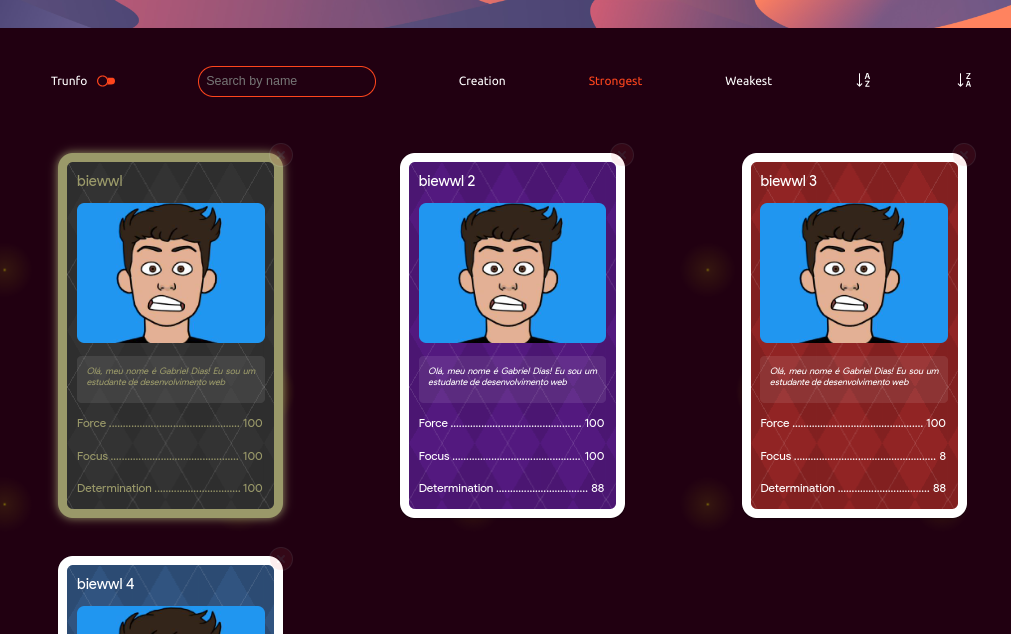 Trunfo
Search by name
Creation
Strongest
Weakest
A
Z
Z
A
biewwl
Olá, meu nome é Gabriel Dias! Eu sou um
estudante de desenvolvimento web
Force 100
Focus 100
Determination 100
biewwl 2
Olá, meu nome é Gabriel Dias! Eu sou um
estudante de desenvolvimento web
Force 100
Focus 100
Determination 88
biewwl 3
Olá, meu nome é Gabriel Dias! Eu sou um
estudante de desenvolvimento web
Force 100
Focus 8
Determination 88
biewwl 4